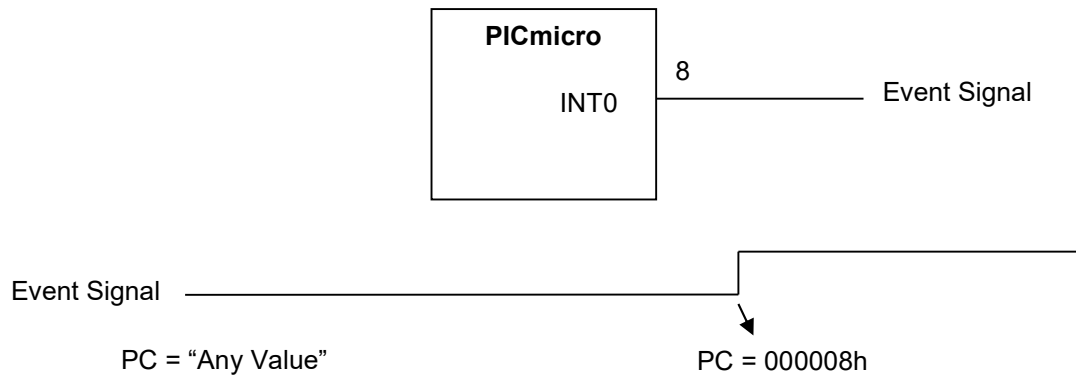 PICmicro
8
INT0
Event Signal
Event Signal
PC = “Any Value”
PC = 000008h